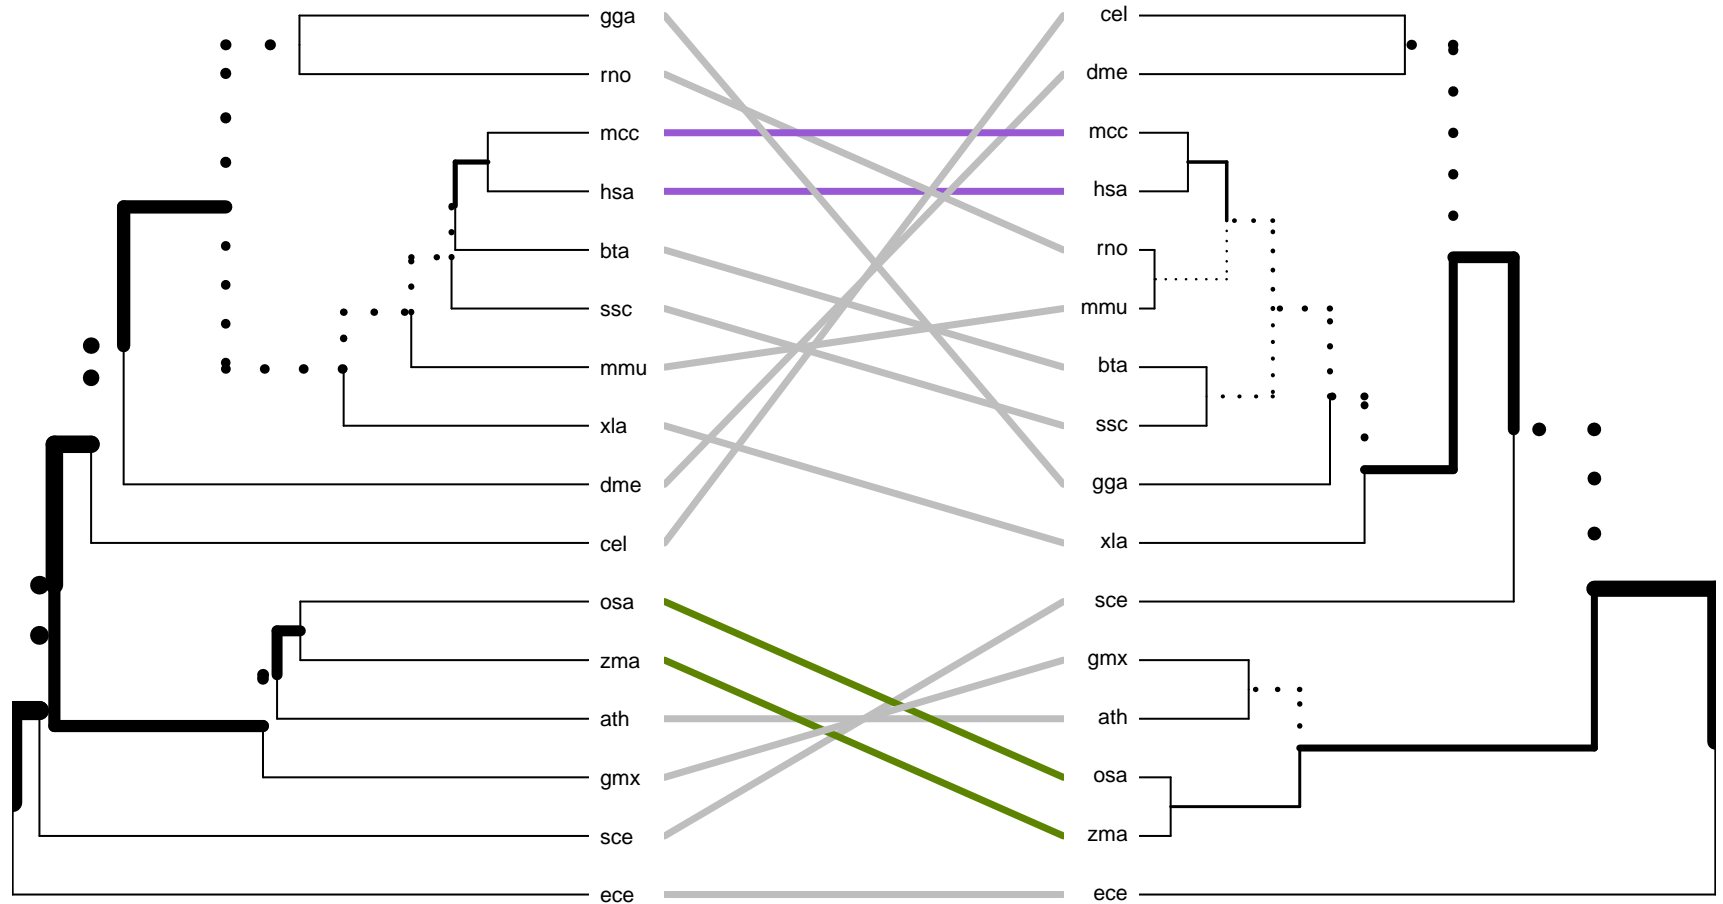 gga cel
rno dme
mcc mcc
hsa hsa
bta rno
ssc mmu
mmu bta
xla ssc
dme gga
cel xla
osa sce
zma gmx
ath ath
gmx osa
sce zma
ece ece